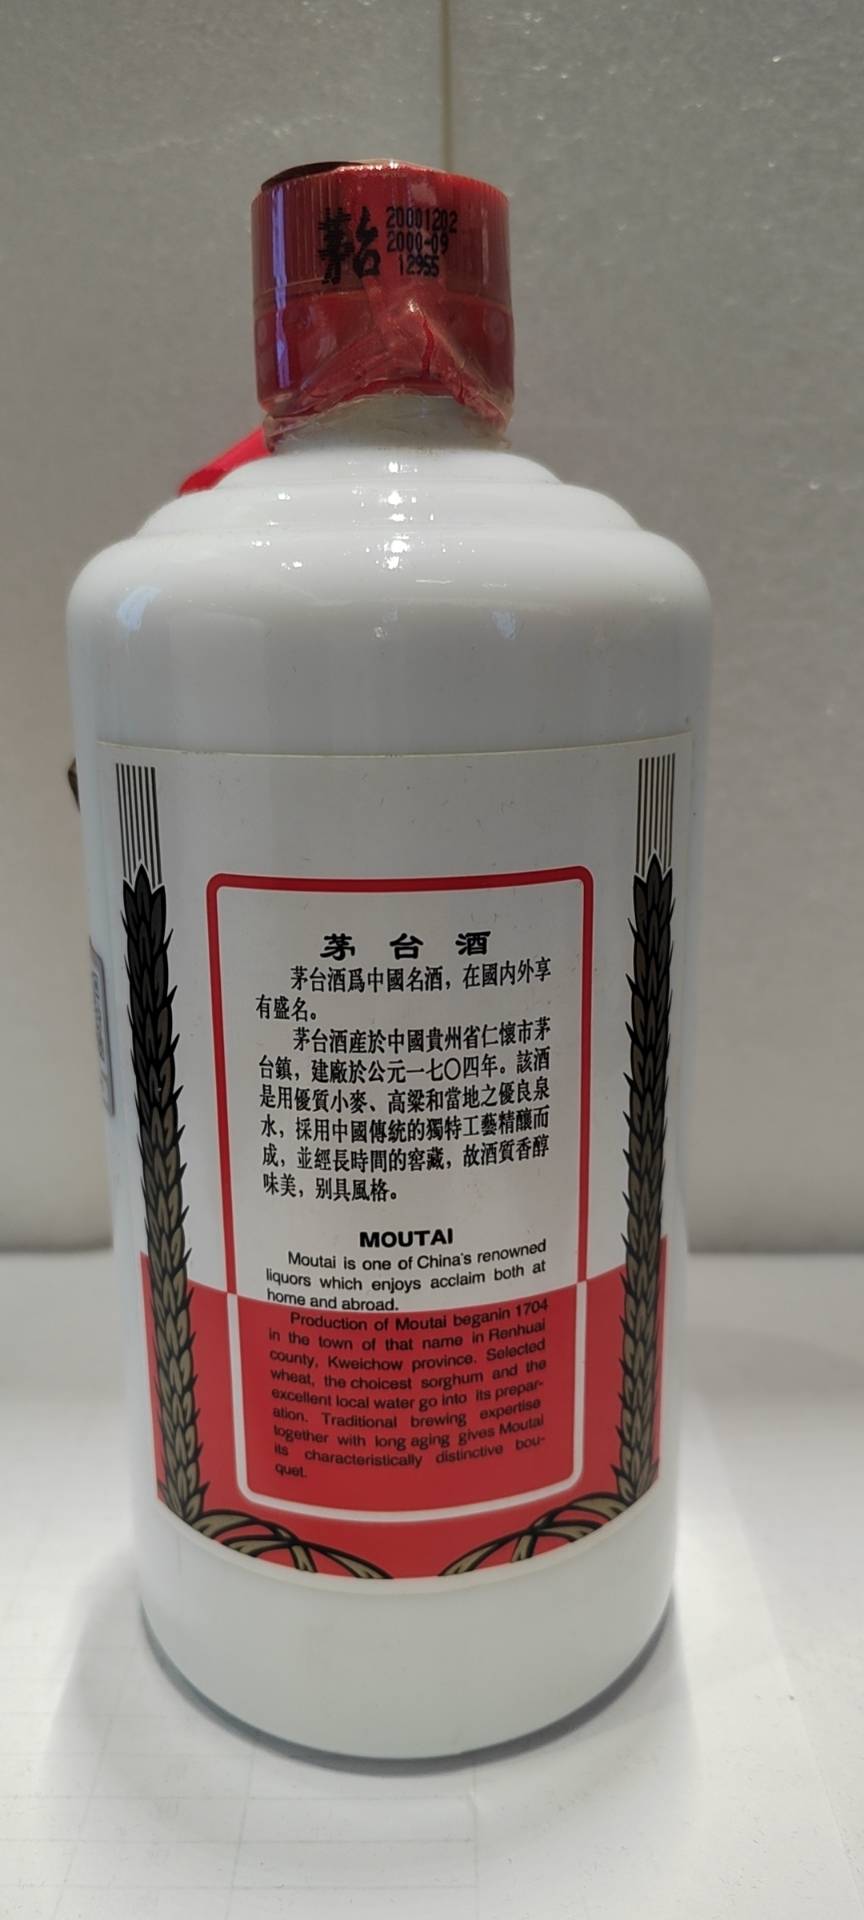 茅台
20001202
2000-09
12955
茅台酒
茅台酒爲中國名酒，在國内外享
有盛名。
茅台酒産於中國貴州省仁懷市茅
台鎮，建廠於公元一七〇四年。該酒
是用優質小麥、高粱和當地之優良泉
水，採用中國傳統的獨特工藝精釀而
成，並經長時間的窖藏，故酒質香醇
味美，别具風格。
MOUTAI
Moutai is one of China's renowned
liquors which enjoys acclaim both at
home and abroad.
Production of Moutai beganin 1704
in the town of that name in Renhuai
county, Kweichow province. Selected
wheat, the choicest sorghum and the
excellent local water go into its prepar-
ation. Traditional brewing expertise
together with long aging gives Moutai
its characteristically distinctive bou-
quet.